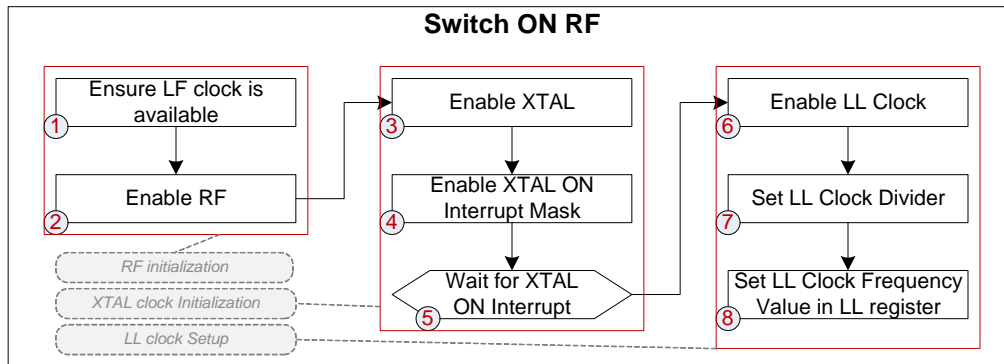 Switch ON RF
Ensure LF clock is
available
1
Enable RF
2
RF initialization
XTAL clock Initialization
LL clock Setup
Enable XTAL
3
Enable XTAL ON
Interrupt Mask
4
Wait for XTAL
ON Interrupt
5
Enable LL Clock
6
Set LL Clock Divider
7
Set LL Clock Frequency
Value in LL register
8